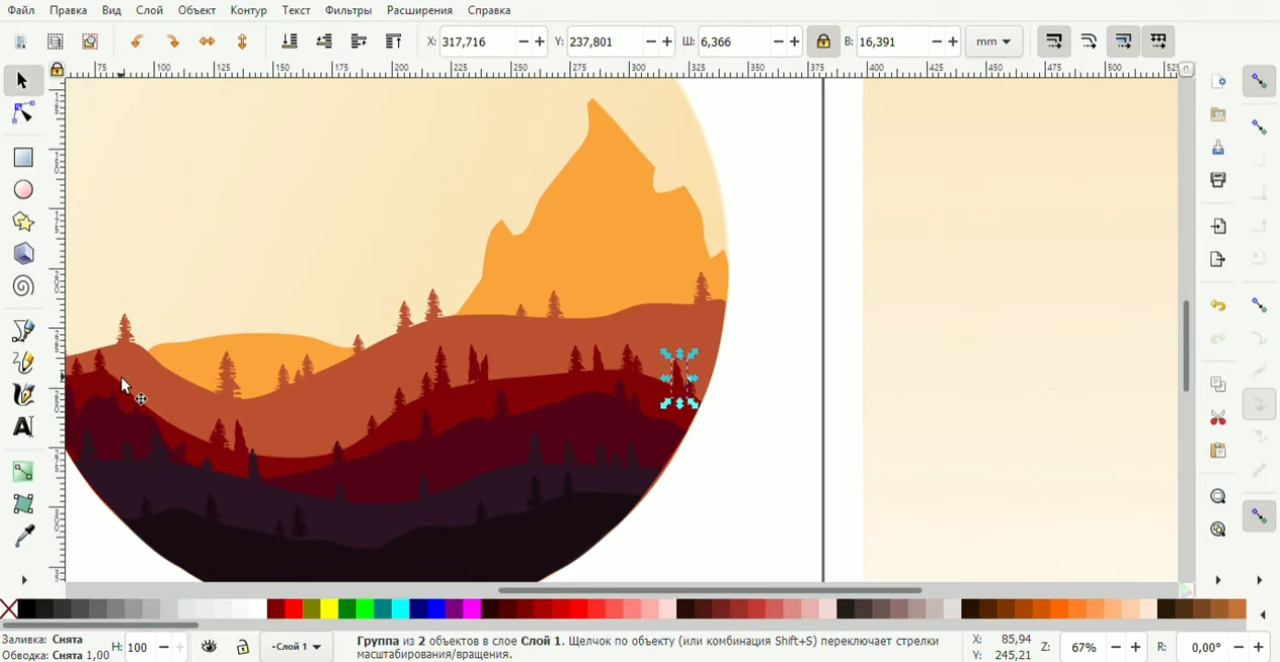 Файл Правка Вид Слой Объект Контур Текст Фильтры Расширения Справка
X: 317,716 − + Y: 237,801 − + Ш: 6,366 − + В: 16,391 − + mm
75 100 125 150 175 200 225 250 275 300 325 350 375 400 425 450 475 500
Заливка: Снята
Обводка: Снята 1,00
Н: 100 − +
•Слой 1
Группа из 2 объектов в слое Слой 1. Щелчок по объекту (или комбинация Shift+S) переключает стрелки
масштабирования/вращения.
X: 85,94
Y: 245,21
Z: 67% − +
R: 0,00° − +